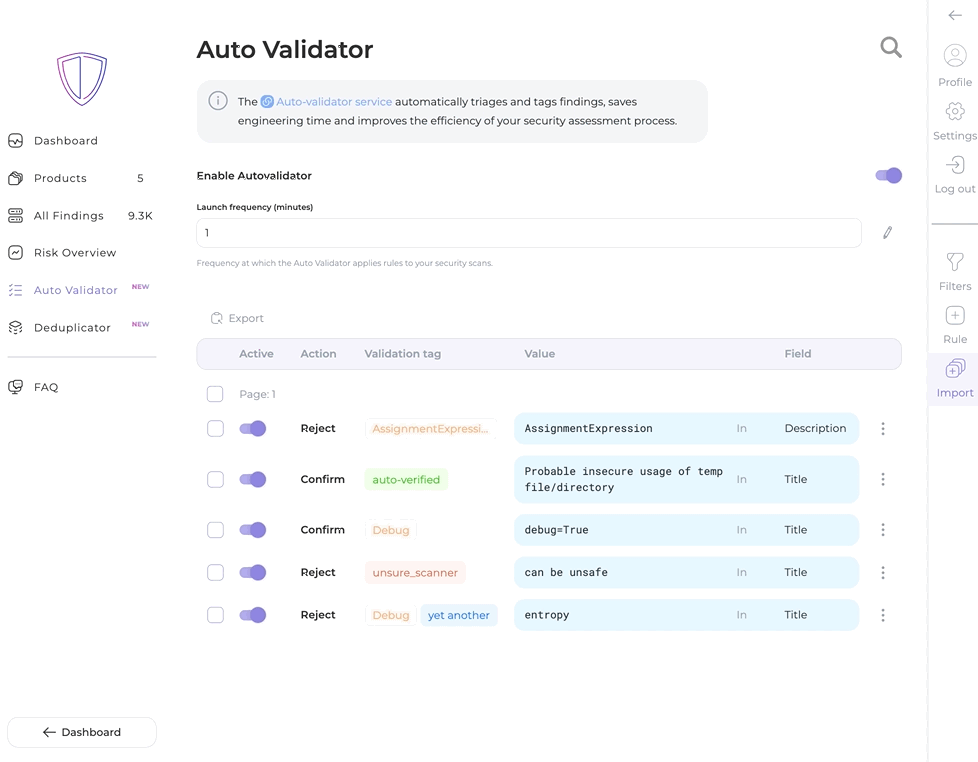 Auto Validator
The Auto-validator service automatically triages and tags findings, saves
engineering time and improves the efficiency of your security assessment process.
Dashboard
Products 5
All Findings 9.3K
Risk Overview
Auto Validator NEW
Deduplicator NEW
FAQ
Dashboard
Enable Autovalidator
Launch frequency (minutes)
1
Frequency at which the Auto Validator applies rules to your security scans.
Export
Active Action Validation tag Value Field
Page: 1
Reject AssignmentExpressi... AssignmentExpression In Description
Confirm auto-verified Probable insecure usage of temp
file/directory In Title
Confirm Debug debug=True In Title
Reject unsure_scanner can be unsafe In Title
Reject Debug yet another entropy In Title
Profile
Settings
Log out
Filters
Rule
Import